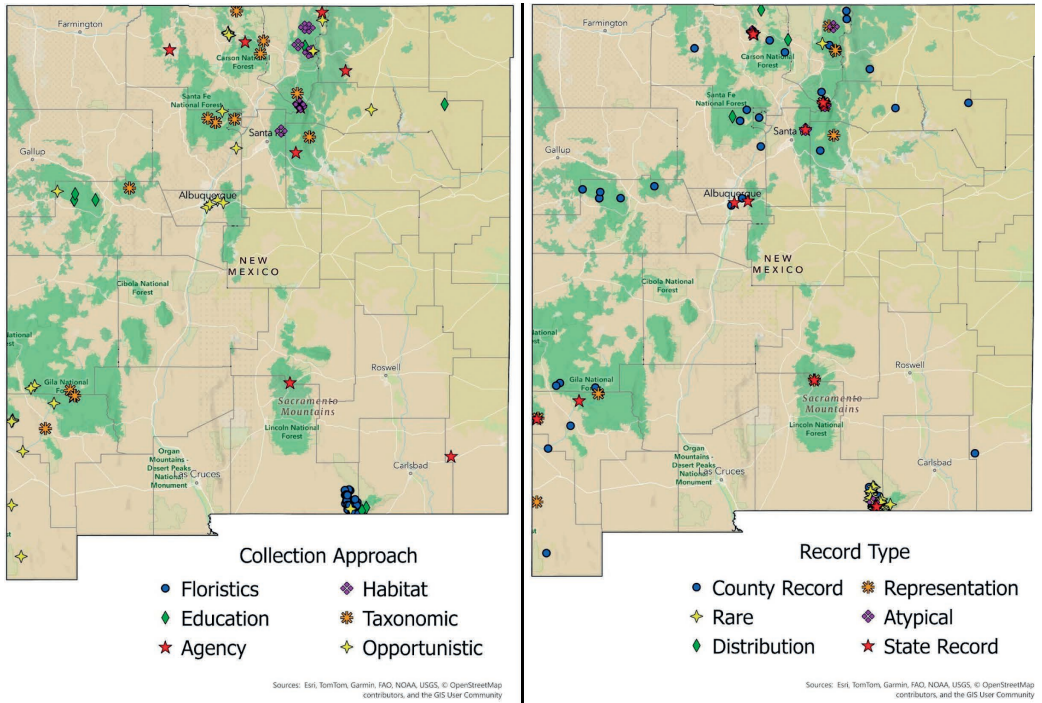 Farmington
Carson National
Forest
Santa Fe
National Forest
Santa
Gallup
Albuquerque
NEW
MEXICO
Cibola National
Forest
Roswell
Gila National
Sacramento
Mountains
Lincoln National
Forest
Organ
Mountains -
Desert Peaks
National
Monument
Las Cruces
Carlsbad
Collection Approach
Floristics
Habitat
Education
Taxonomic
Agency
Opportunistic
Sources: Esri, TomTom, Garmin, FAO, NOAA, USGS, © OpenStreetMap
contributors, and the GIS User Community
Farmington
Carson National
Forest
Santa Fe
National Forest
Santa
Gallup
Albuquerque
NEW
MEXICO
Cibola National
Forest
Roswell
Gila National
Sacramento
Mountains
Lincoln National
Forest
Organ
Mountains -
Desert Peaks
National
Monument
Las Cruces
Carlsbad
Record Type
County Record
Representation
Rare
Atypical
Distribution
State Record
Sources: Esri, TomTom, Garmin, FAO, NOAA, USGS, © OpenStreetMap
contributors, and the GIS User Community